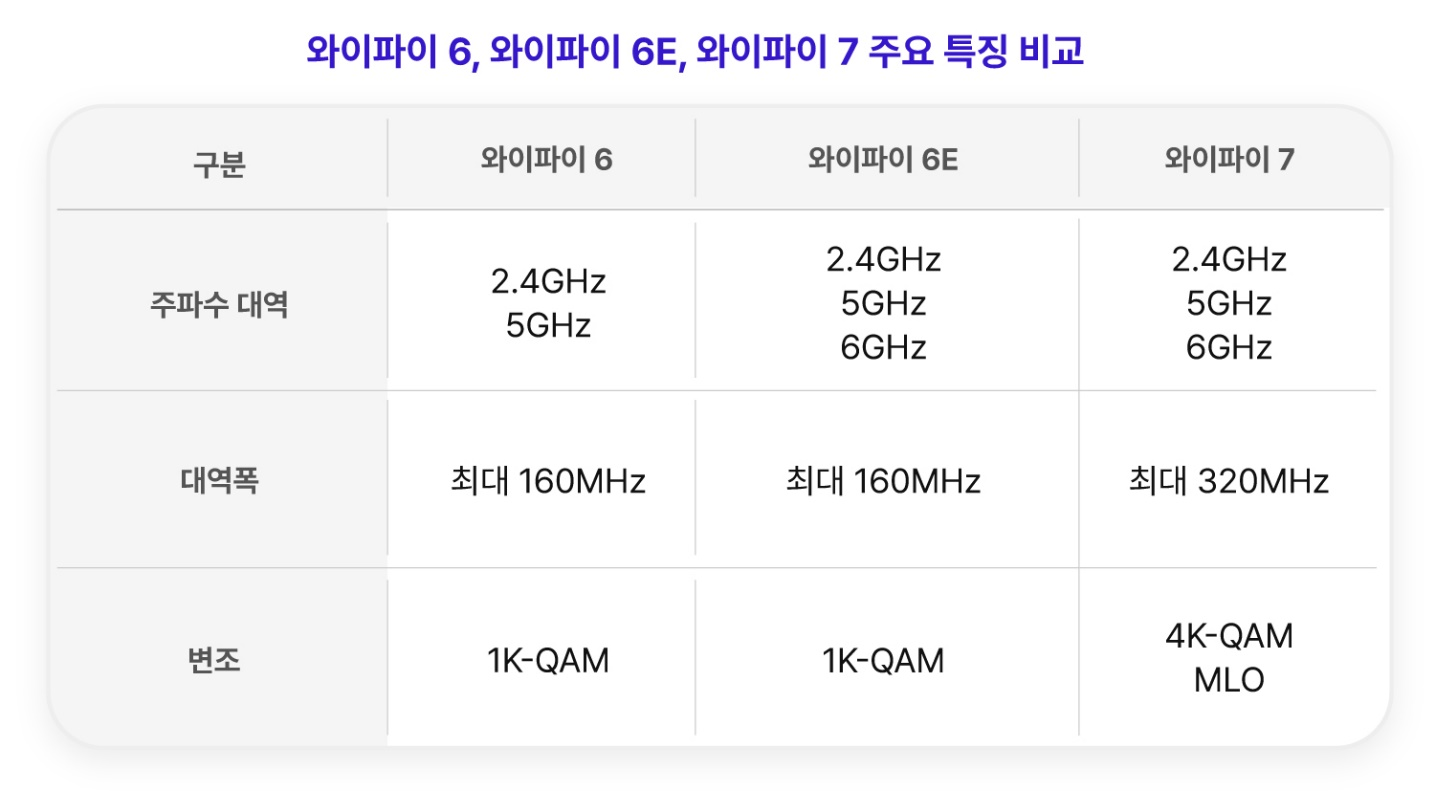 와이파이 6, 와이파이 6E, 와이파이 7 주요 특징 비교
구분
와이파이 6
와이파이 6E
와이파이 7
주파수 대역
2.4GHz
5GHz
2.4GHz
5GHz
6GHz
2.4GHz
5GHz
6GHz
대역폭
최대 160MHz
최대 160MHz
최대 320MHz
변조
1K-QAM
1K-QAM
4K-QAM
MLO